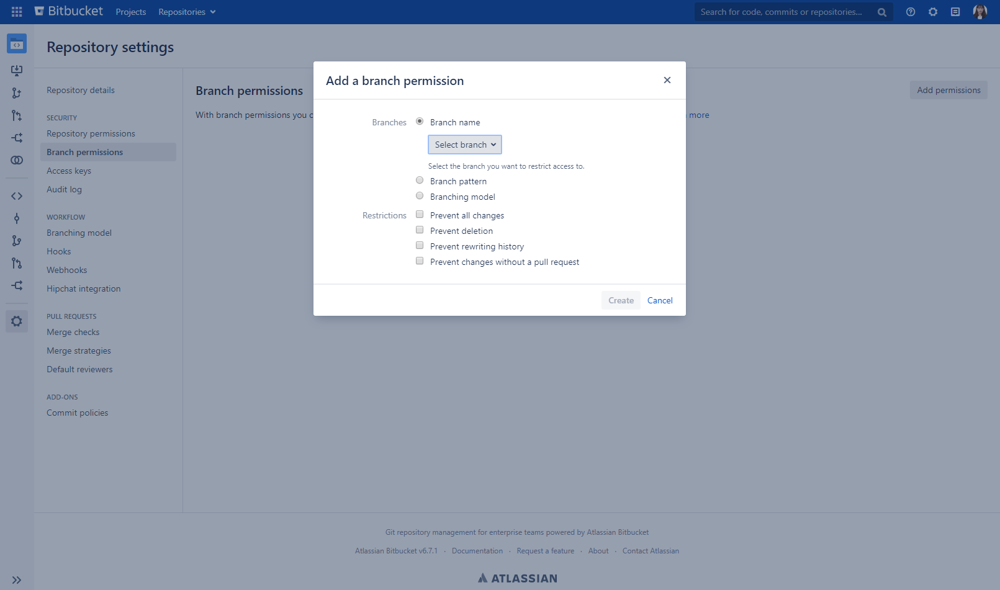 Bitbucket Projects Repositories Search for code, commits or repositories...
Repository settings
Repository details
SECURITY
Repository permissions
Branch permissions
Access keys
Audit log
WORKFLOW
Branching model
Hooks
Webhooks
Hipchat integration
PULL REQUESTS
Merge checks
Merge strategies
Default reviewers
ADD-ONS
Commit policies
Branch permissions
Add permissions
With branch permissions you
more
Add a branch permission
Branches Branch name
Select branch
Select the branch you want to restrict access to.
Branch pattern
Branching model
Restrictions Prevent all changes
Prevent deletion
Prevent rewriting history
Prevent changes without a pull request
Create Cancel
Git repository management for enterprise teams powered by Atlassian Bitbucket
Atlassian Bitbucket v6.7.1 · Documentation · Request a feature · About · Contact Atlassian
ATLASSIAN